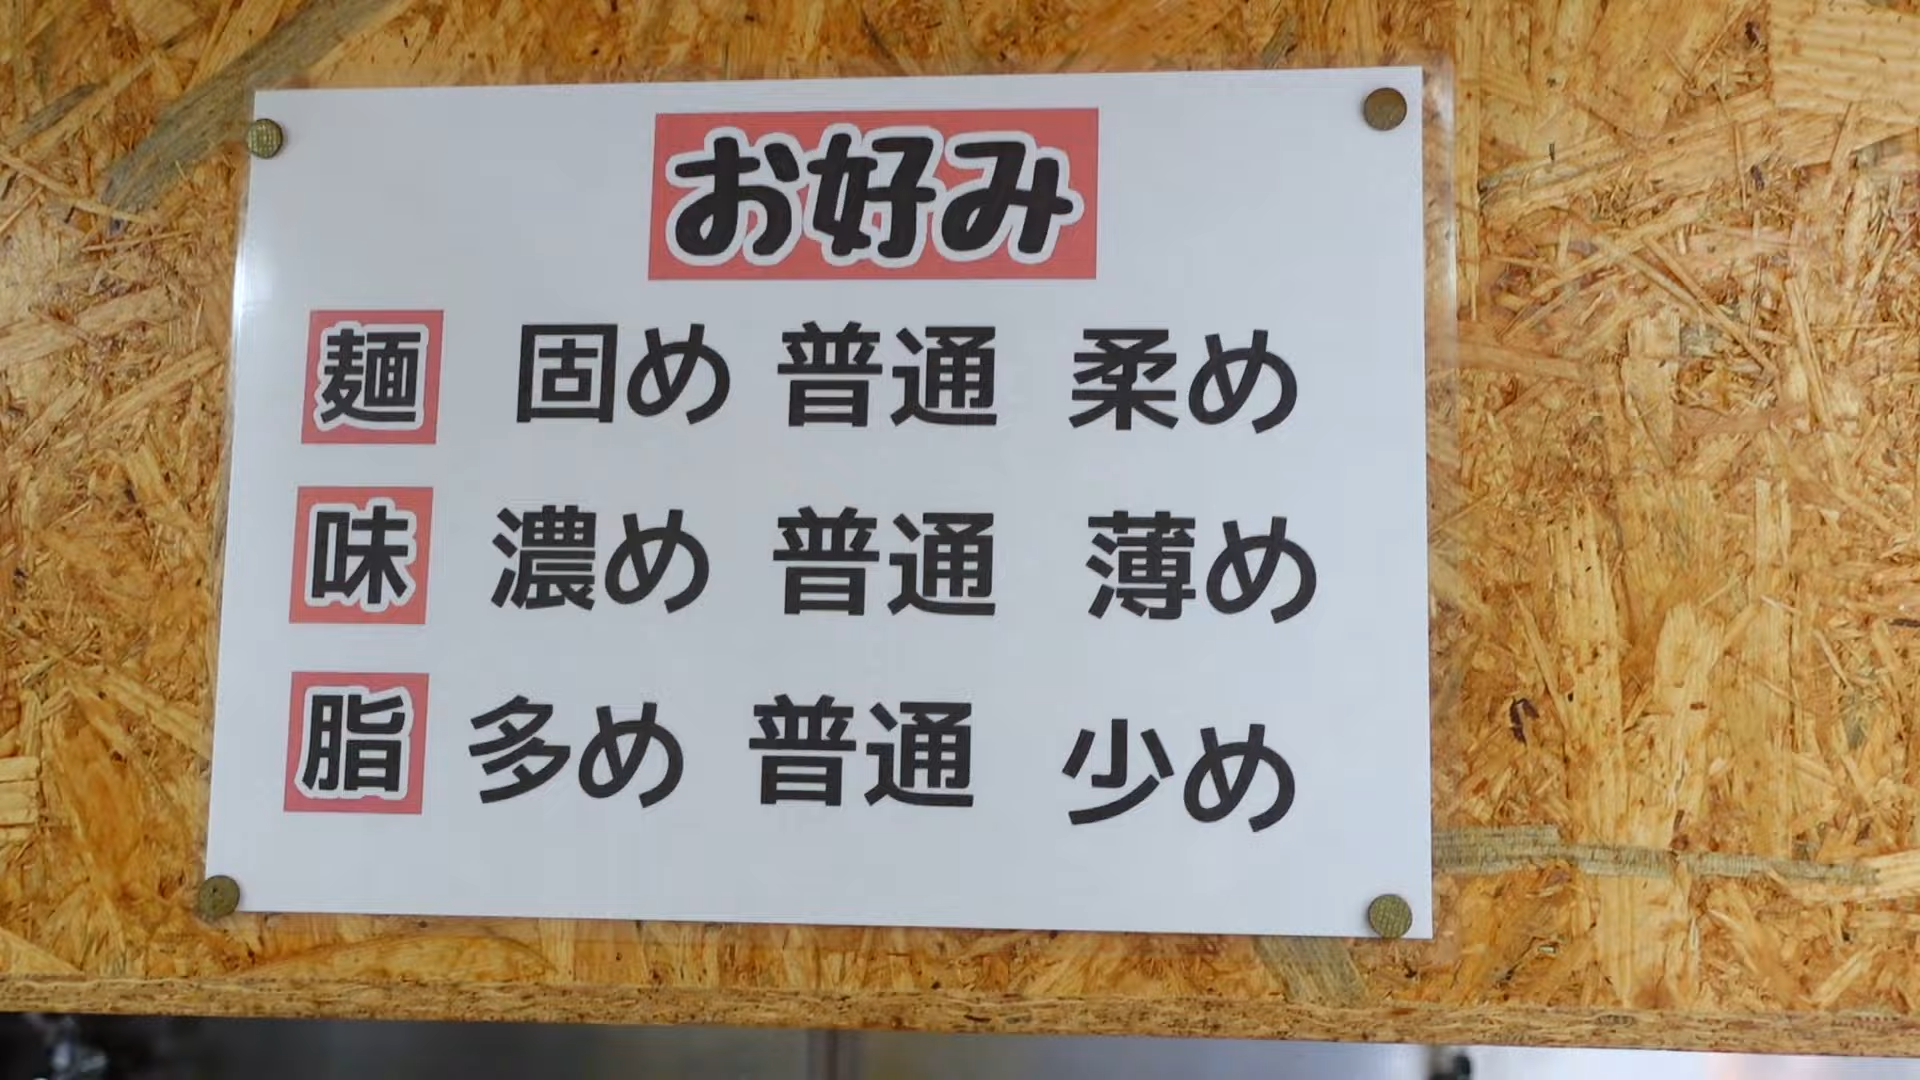 お好み
麺 固め 普通 柔め
味 濃め 普通 薄め
脂 多め 普通 少め